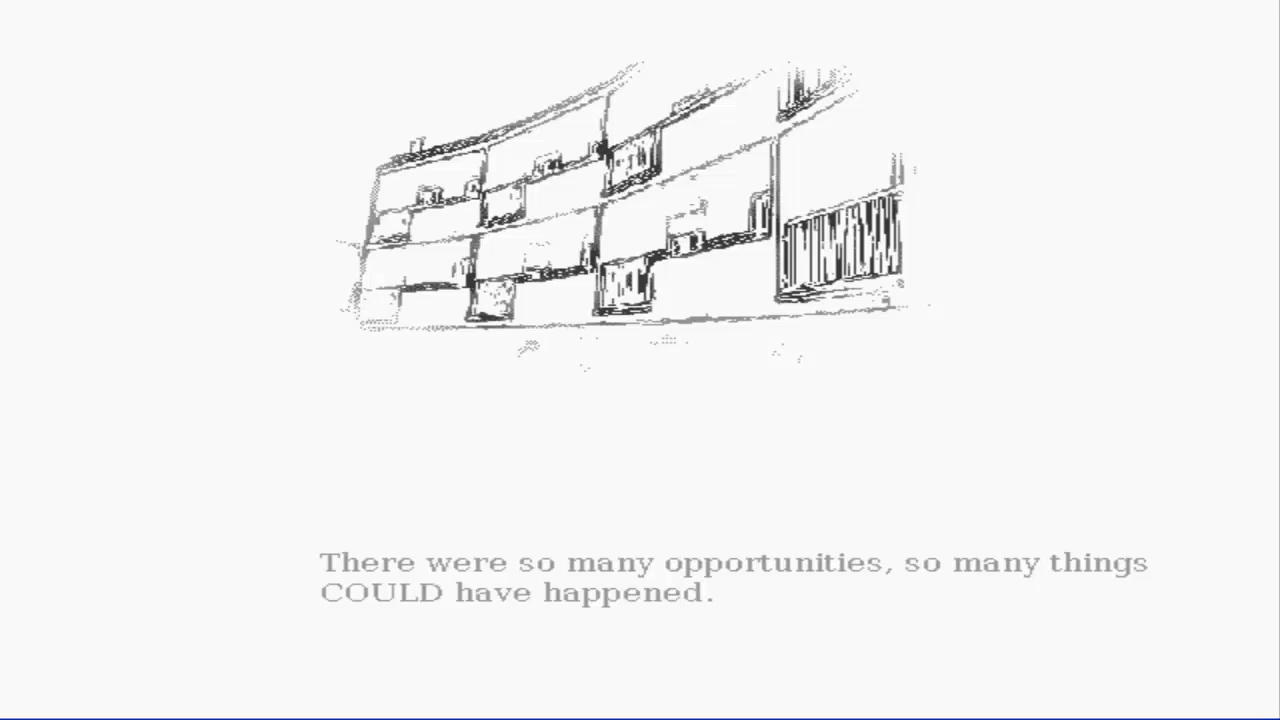 There were so many opportunities, so many things
COULD have happened.